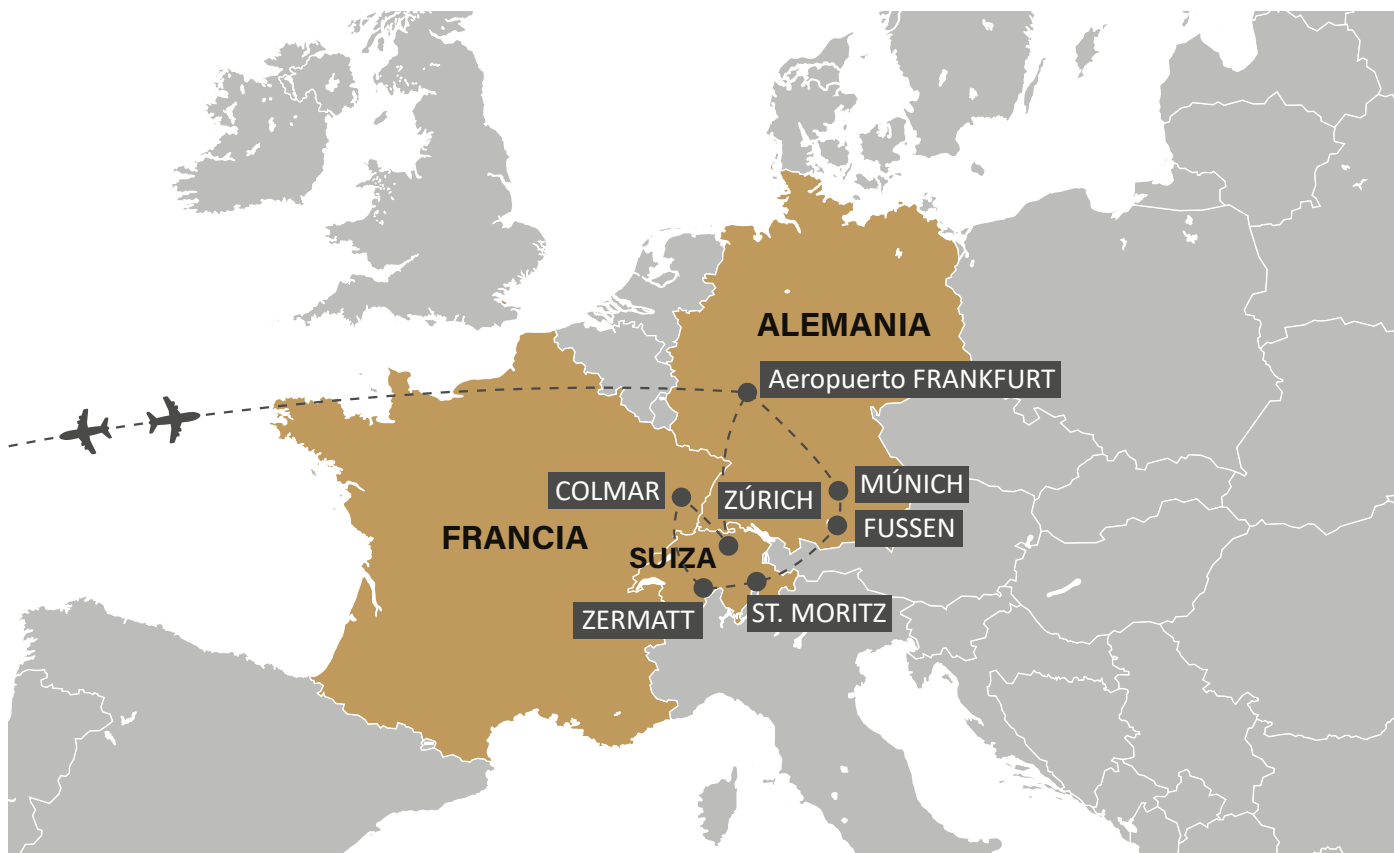 ALEMANIA
Aeropuerto FRANKFURT
COLMAR
ZÚRICH
MÚNICH
FUSSEN
FRANCIA
SUIZA
ZERMATT
ST. MORITZ